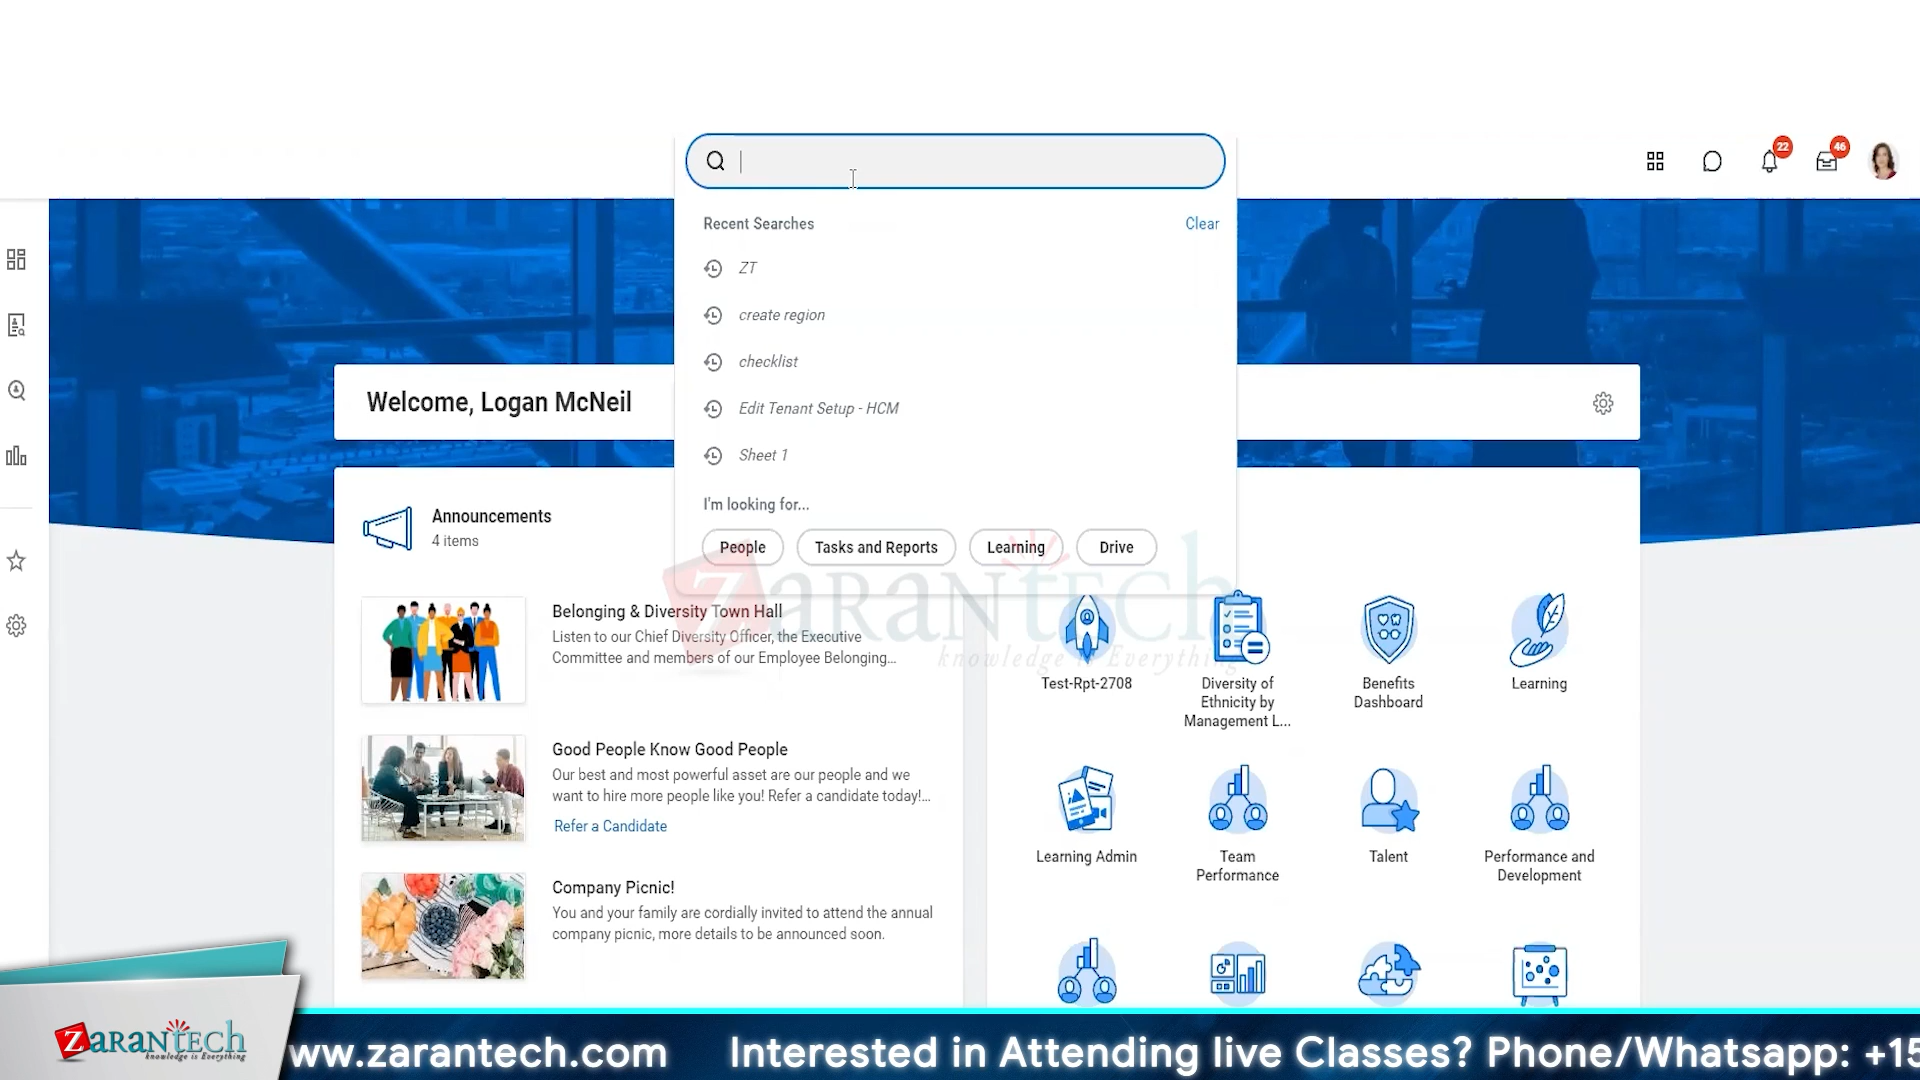 22
46
Recent Searches
Clear
ZT
create region
checklist
Edit Tenant Setup - HCM
Sheet 1
I'm looking for...
People
Tasks and Reports
Learning
Drive
Welcome, Logan McNeil
Announcements
4 items
Belonging & Diversity Town Hall
Listen to our Chief Diversity Officer, the Executive
Committee and members of our Employee Belonging...
Good People Know Good People
Our best and most powerful asset are our people and we
want to hire more people like you! Refer a candidate today!...
Refer a Candidate
Company Picnic!
You and your family are cordially invited to attend the annual
company picnic, more details to be announced soon.
ZaranTech
knowledge is Everything
Test-Rpt-2708
Diversity of
Ethnicity by
Management L...
Benefits
Dashboard
Learning
Learning Admin
Team
Performance
Talent
Performance and
Development
ZaranTech
knowledge is Everything
ww.zarantech.com
Interested in Attending live Classes? Phone/Whatsapp: +15